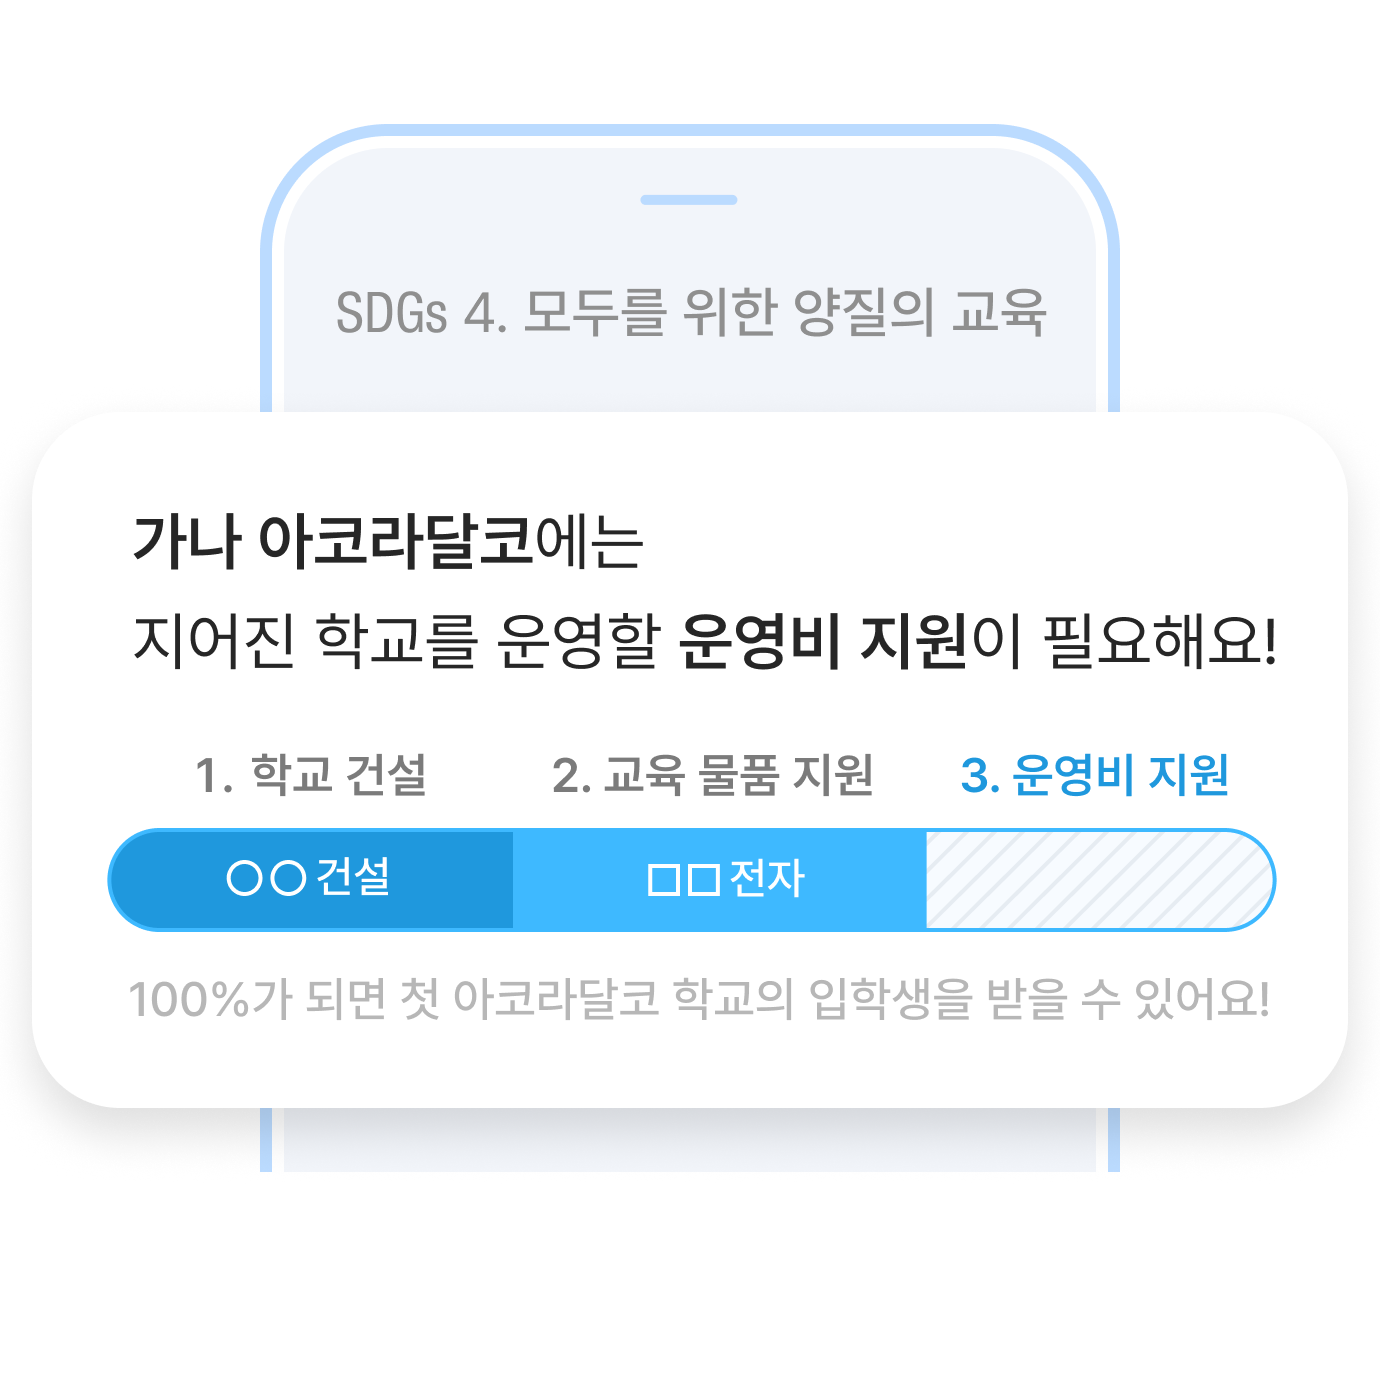 SDGs 4. 모두를 위한 양질의 교육
가나 아코라달코에는
지어진 학교를 운영할 운영비 지원이 필요해요!
1. 학교 건설 2. 교육 물품 지원 3. 운영비 지원
○○ 건설 □□ 전자
100%가 되면 첫 아코라달코 학교의 입학생을 받을 수 있어요!